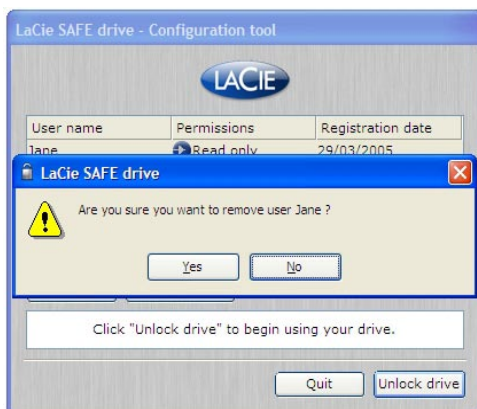 LaCie SAFE drive - Configuration tool
LACIE
User name Permissions Registration date
Jane Read only 29/03/2005
LaCie SAFE drive
Are you sure you want to remove user Jane ?
Yes No
Click "Unlock drive" to begin using your drive.
Quit Unlock drive